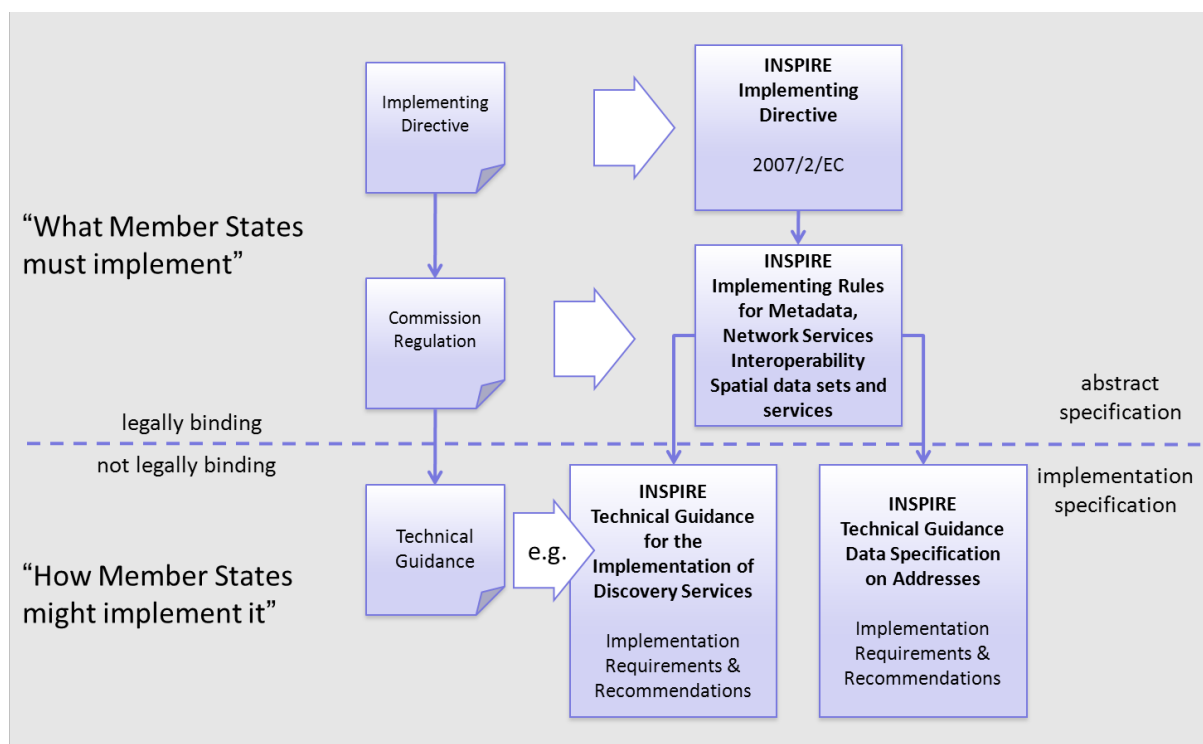 Implementing
Directive
INSPIRE
Implementing
Directive
2007/2/EC
“What Member States
must implement”
Commission
Regulation
INSPIRE
Implementing Rules
for Metadata,
Network Services
Interoperability
Spatial data sets and
services
abstract
specification
legally binding
not legally binding
implementation
specification
“How Member States
might implement it”
Technical
Guidance
e.g.
INSPIRE
Technical Guidance
for the
Implementation of
Discovery Services
Implementation
Requirements &
Recommendations
INSPIRE
Technical Guidance
Data Specification
on Addresses
Implementation
Requirements &
Recommendations